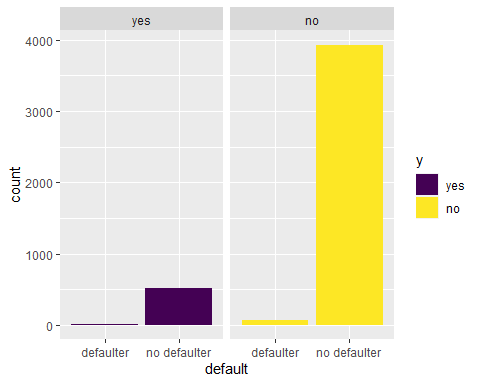 yes no
4000
3000
2000
1000
0
count
defaulter no defaulter defaulter no defaulter
default
y
yes
no